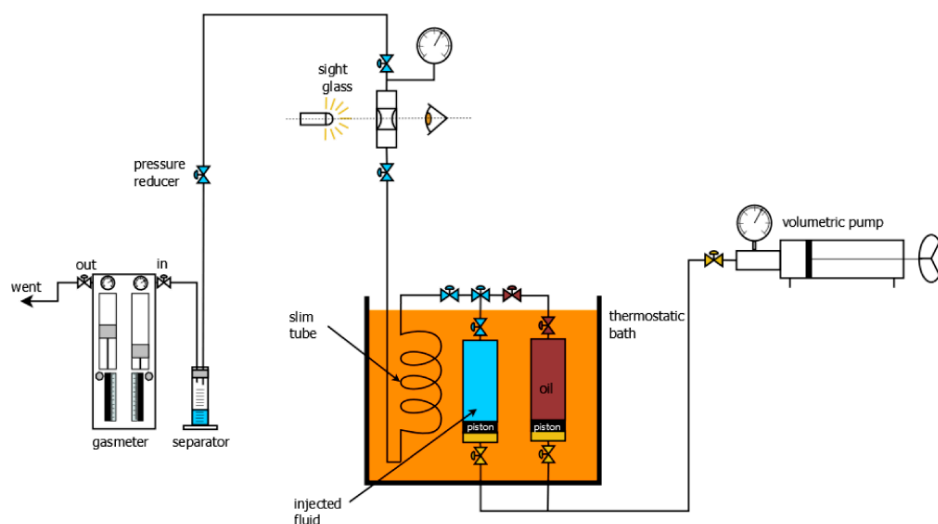 sight
glass
pressure
reducer
volumetric pump
out
in
went
slim
tube
thermostatic
bath
oil
piston
piston
gasmeter
separator
injected
fluid